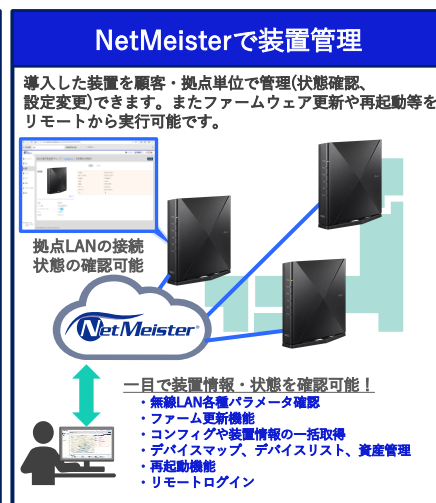 NetMeisterで装置管理
導入した装置を顧客・拠点単位で管理(状態確認、
設定変更)できます。またファームウェア更新や再起動等を
リモートから実行可能です。
拠点LANの接続
状態の確認可能
NetMeister
一目で装置情報・状態を確認可能！
・無線LAN各種パラメータ確認
・ファーム更新機能
・コンフィグや装置情報の一括取得
・デバイスマップ、デバイスリスト、資産管理
・再起動機能
・リモートログイン